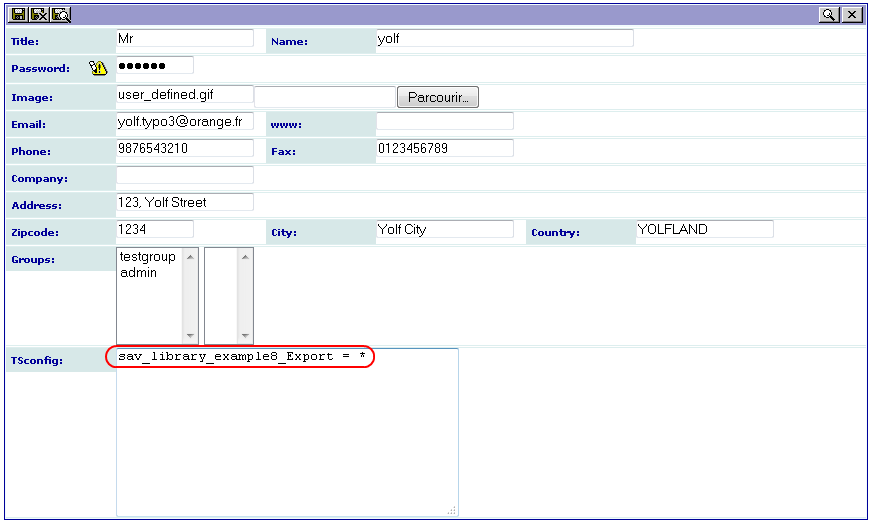 Title: Mr Name: yolf
Password: ●●●●●●
Image: user_defined.gif Parcourir...
Email: yolf.typo3@orange.fr www:
Phone: 9876543210 Fax: 0123456789
Company:
Address: 123, Yolf Street
Zipcode: 1234 City: Yolf City Country: YOLFLAND
Groups: testgroup
admin
TSconfig: sav_library_example8_Export = *